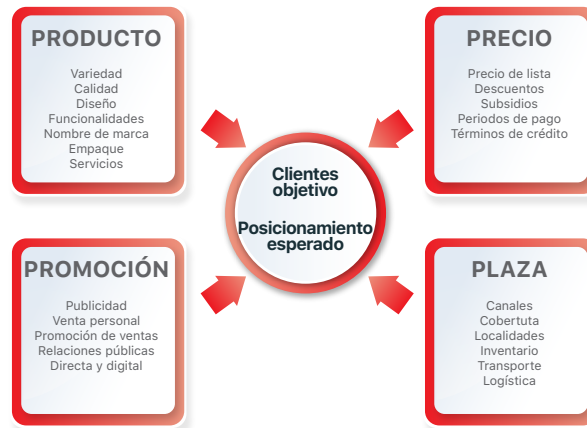 PRODUCTO
Variedad
Calidad
Diseño
Funcionalidades
Nombre de marca
Empaque
Servicios
PRECIO
Precio de lista
Descuentos
Subsidios
Periodos de pago
Términos de crédito
Clientes
objetivo
Posicionamiento
esperado
PROMOCIÓN
Publicidad
Venta personal
Promoción de ventas
Relaciones públicas
Directa y digital
PLAZA
Canales
Cobertuta
Localidades
Inventario
Transporte
Logística